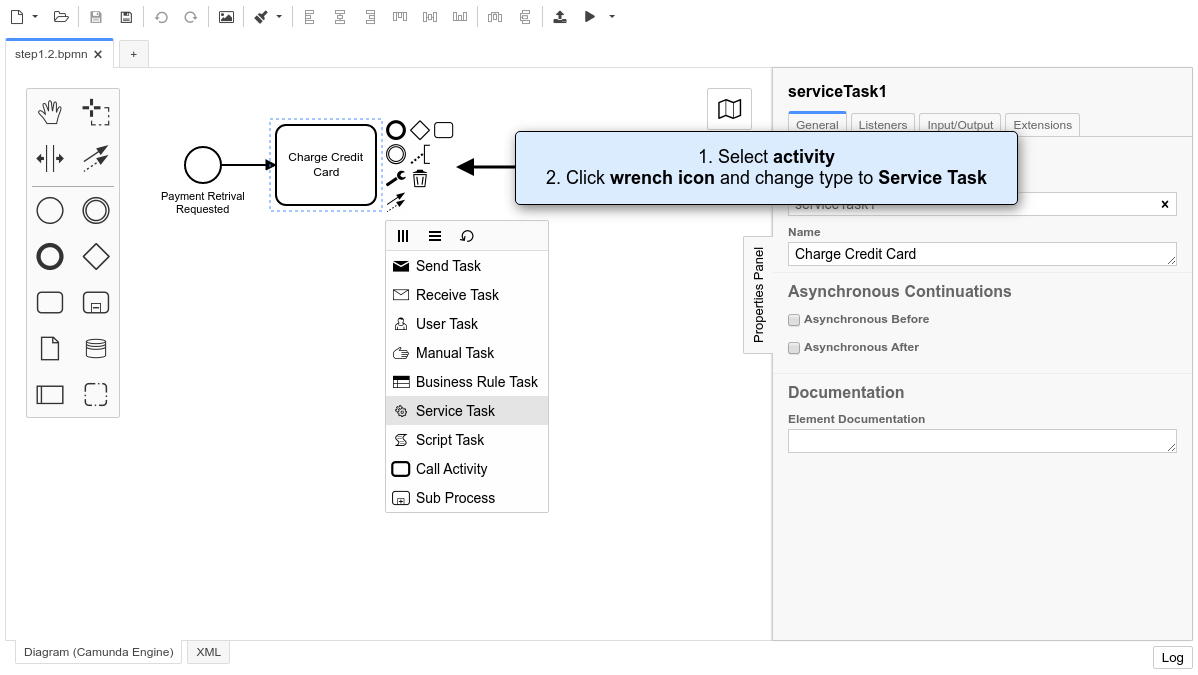 step1.2.bpmn ×
+
serviceTask1
General
Listeners
Input/Output
Extensions
1. Select activity
2. Click wrench icon and change type to Service Task
serviceTask1
Name
Charge Credit Card
Asynchronous Continuations
Asynchronous Before
Asynchronous After
Documentation
Element Documentation
Properties Panel
Charge Credit
Card
Payment Retrival
Requested
Send Task
Receive Task
User Task
Manual Task
Business Rule Task
Service Task
Script Task
Call Activity
Sub Process
Diagram (Camunda Engine)
XML
Log